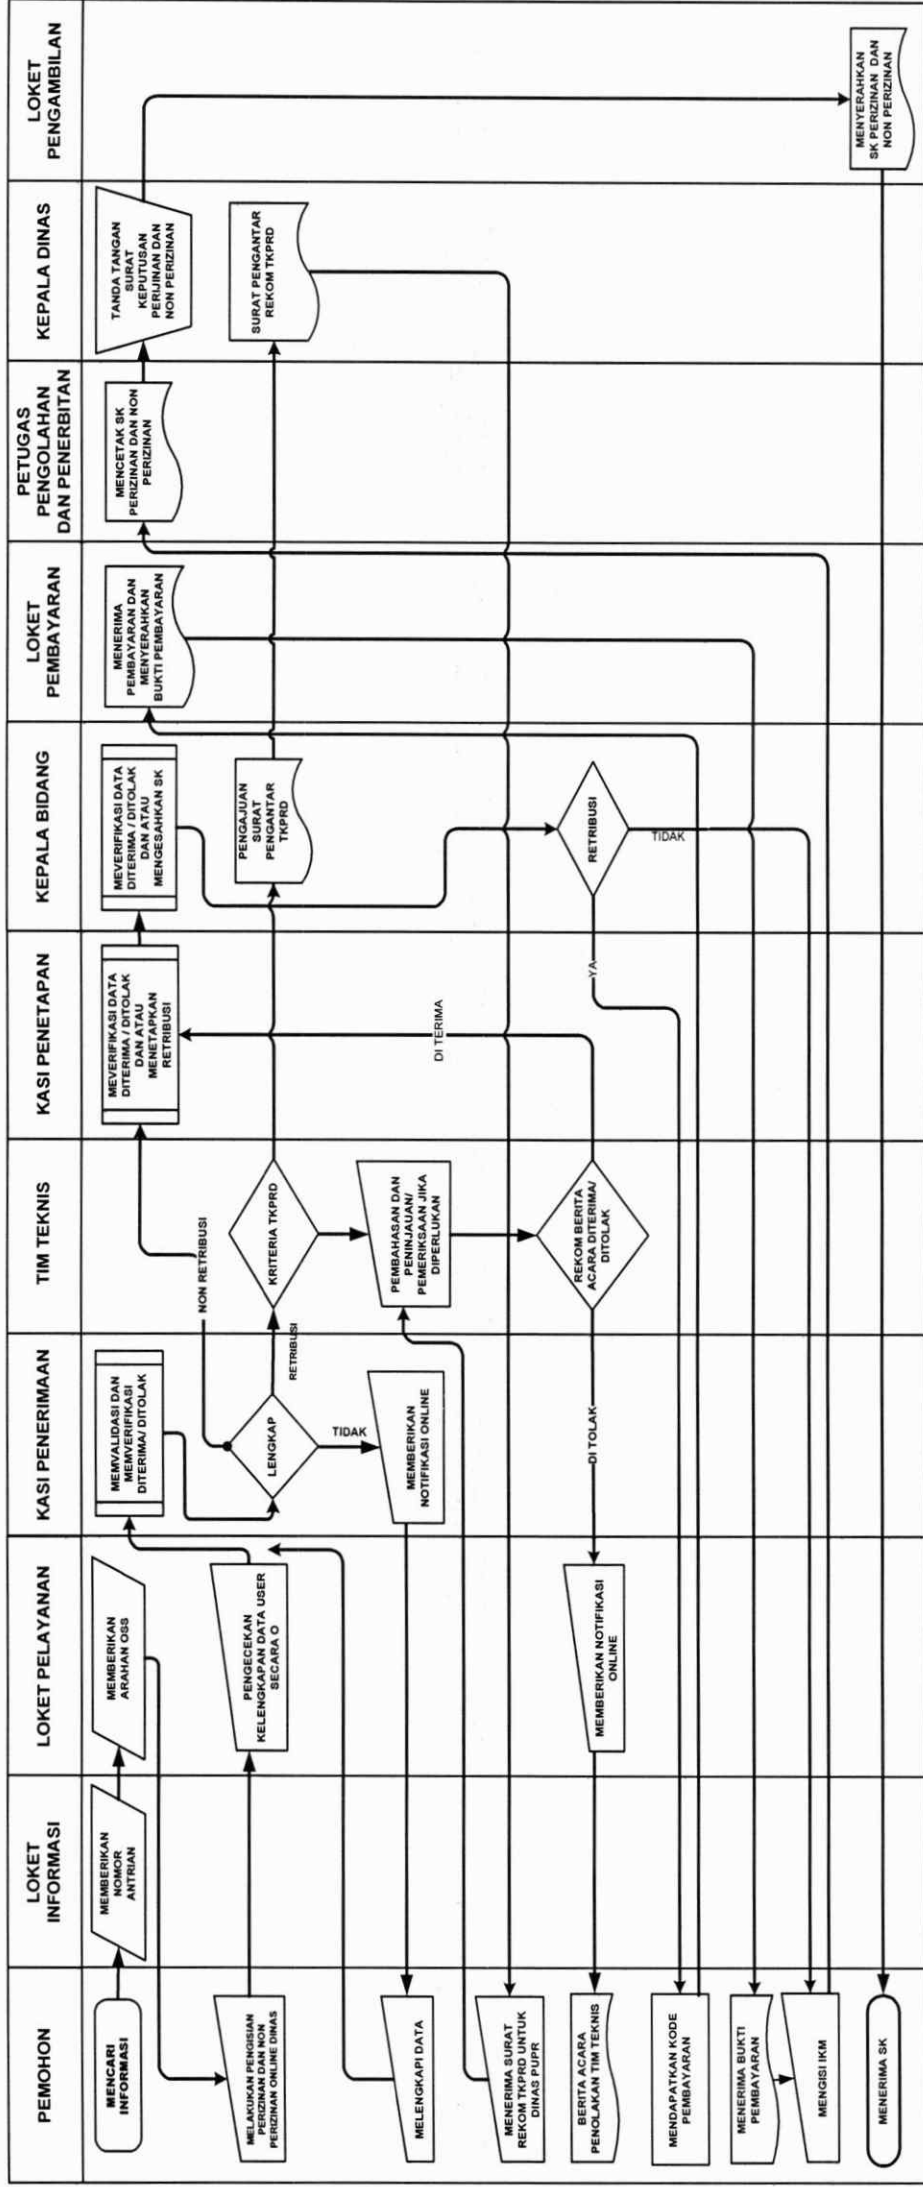 PEMOHON
LOKET
INFORMASI
LOKET PELAYANAN
KASI PENERIMAAN
TIM TEKNIS
KASI PENETAPAN
KEPALA BIDANG
LOKET
PEMBAYARAN
PETUGAS
PENGOLAHAN
DAN PENERBITAN
KEPALA DINAS
LOKET
PENGAMBILAN
MENCARI
INFORMASI
MEMBERIKAN
NOMOR
ANTRIAN
MEMBERIKAN
ARAHAN OSS
MEMVALIDASI DAN
MEMVERIFIKASI
DITERIMA/ DITOLAK
NON RETRIBUSI
MEVERIFIKASI DATA
DITERIMA / DITOLAK
DAN ATAU
MENETAPKAN
RETRIBUSI
MEVERIFIKASI DATA
DITERIMA / DITOLAK
DAN ATAU
MENGESAHKAN SK
MENERIMA
PEMBAYARAN DAN
MENYERAHKAN
BUKTI PEMBAYARAN
MENCETAK SK
PERIZINAN DAN NON
PERIZINAN
TANDA TANGAN
SURAT
KEPUTUSAN
PERIJINAN DAN
NON PERIZINAN
MELAKUKAN PENGISIAN
PERIZINAN DAN NON
PERIZINAN ONLINE DINAS
PENGECEKAN
KELENGKAPAN DATA USER
SECARA O
LENGKAP
RETRIBUSI
TIDAK
KRITERIA TKPRD
PENGAJUAN
SURAT
PENGANTAR
TKPRD
SURAT PENGANTAR
REKOM TKPRD
MELENGKAPI DATA
MEMBERIKAN
NOTIFIKASI ONLINE
PEMBAHASAN DAN
PENINJAUAN/
PEMERIKSAAN JIKA
DIPERLUKAN
DI TERIMA
MENERIMA SURAT
REKOM TKPRD UNTUK
DINAS PUPR
BERITA ACARA
PENOLAKAN TIM TEKNIS
MEMBERIKAN NOTIFIKASI
ONLINE
DI TOLAK
REKOM BERITA
ACARA DITERIMA/
DITOLAK
YA
RETRIBUSI
TIDAK
MENDAPATKAN KODE
PEMBAYARAN
MENERIMA BUKTI
PEMBAYARAN
MENGISI IKM
MENERIMA SK
MENYERAHKAN
SK PERIZINAN DAN
NON PERIZINAN